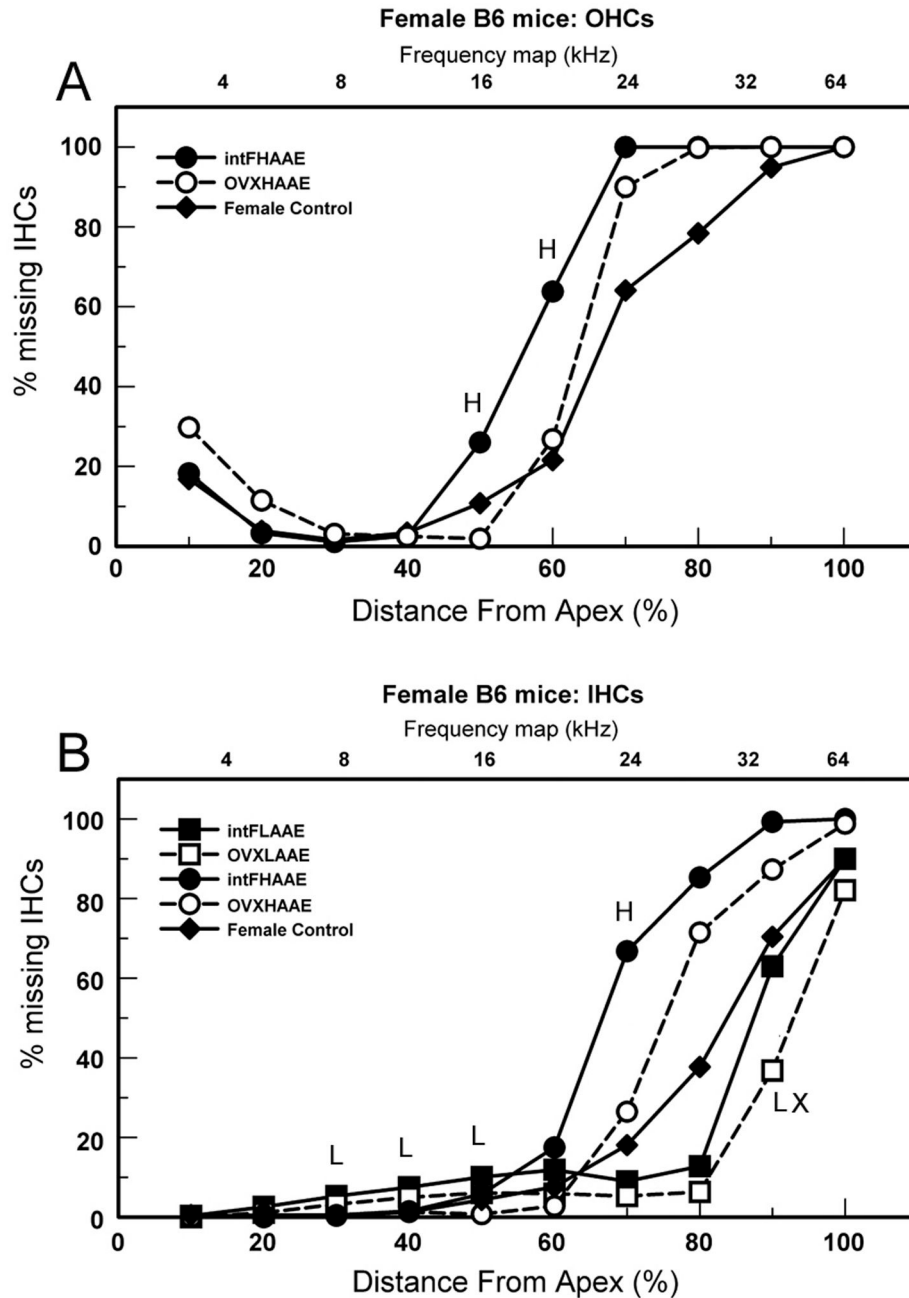 Female B6 mice: OHCs
Frequency map (kHz)
A
4 8 16 24 32 64
intFHAAE
OVXHAAE
Female Control
% missing IHCs
100
80
60
40
20
0
H
H
0 20 40 60 80 100
Distance From Apex (%)
Female B6 mice: IHCs
Frequency map (kHz)
B
4 8 16 24 32 64
intFLAAE
OVXLAAE
intFHAAE
OVXHAAE
Female Control
% missing IHCs
100
80
60
40
20
0
H
L L L
L X
0 20 40 60 80 100
Distance From Apex (%)